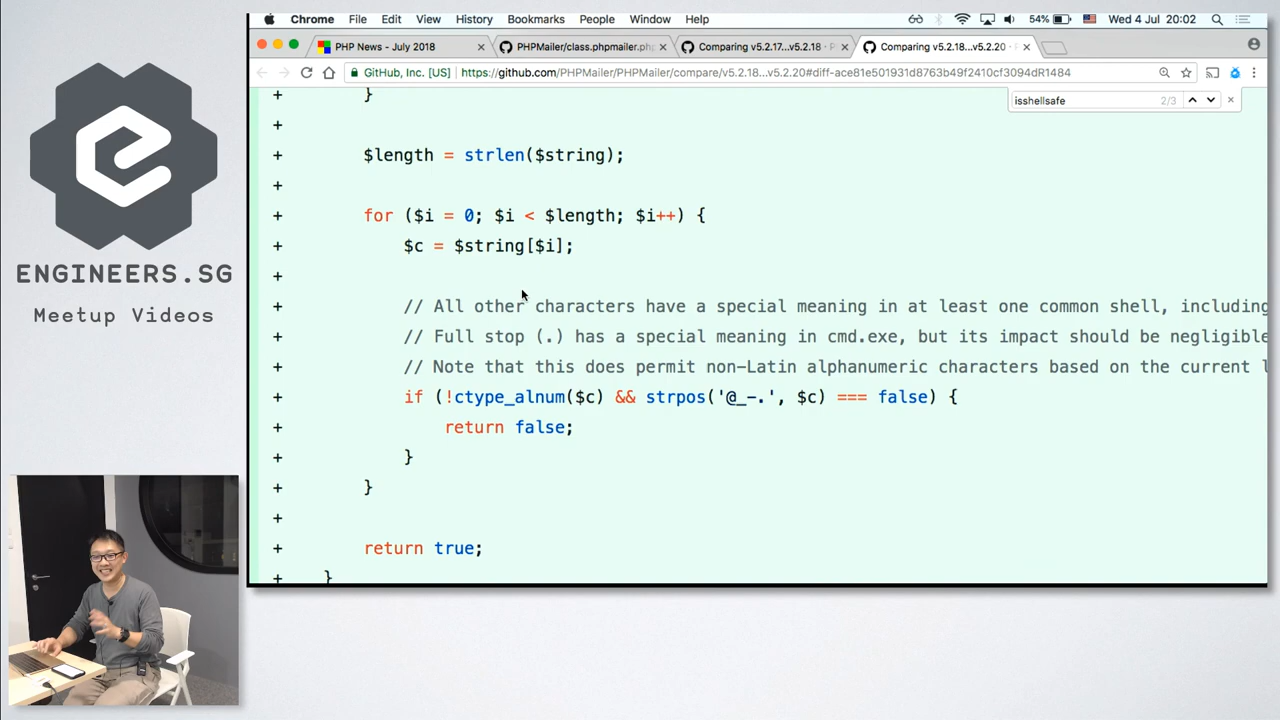 Chrome File Edit View History Bookmarks People Window Help 54% Wed 4 Jul 20:02
PHP News - July 2018 × PHPMailer/class.phpmailer.php × Comparing v5.2.17...v5.2.18 · P × Comparing v5.2.18...v5.2.20 · P ×
GitHub, Inc. [US] https://github.com/PHPMailer/PHPMailer/compare/v5.2.18...v5.2.20#diff-ace81e501931d8763b49f2410cf3094dR1484
isshellsafe 2/3
+ }
+
+ $length = strlen($string);
+
+ for ($i = 0; $i < $length; $i++) {
+ $c = $string[$i];
+
+ // All other characters have a special meaning in at least one common shell, including
+ // Full stop (.) has a special meaning in cmd.exe, but its impact should be negligible
+ // Note that this does permit non-Latin alphanumeric characters based on the current l
+ if (!ctype_alnum($c) && strpos('@_-.', $c) === false) {
+ return false;
+ }
+ }
+
+ return true;
+ }
ENGINEERS.SG
Meetup Videos